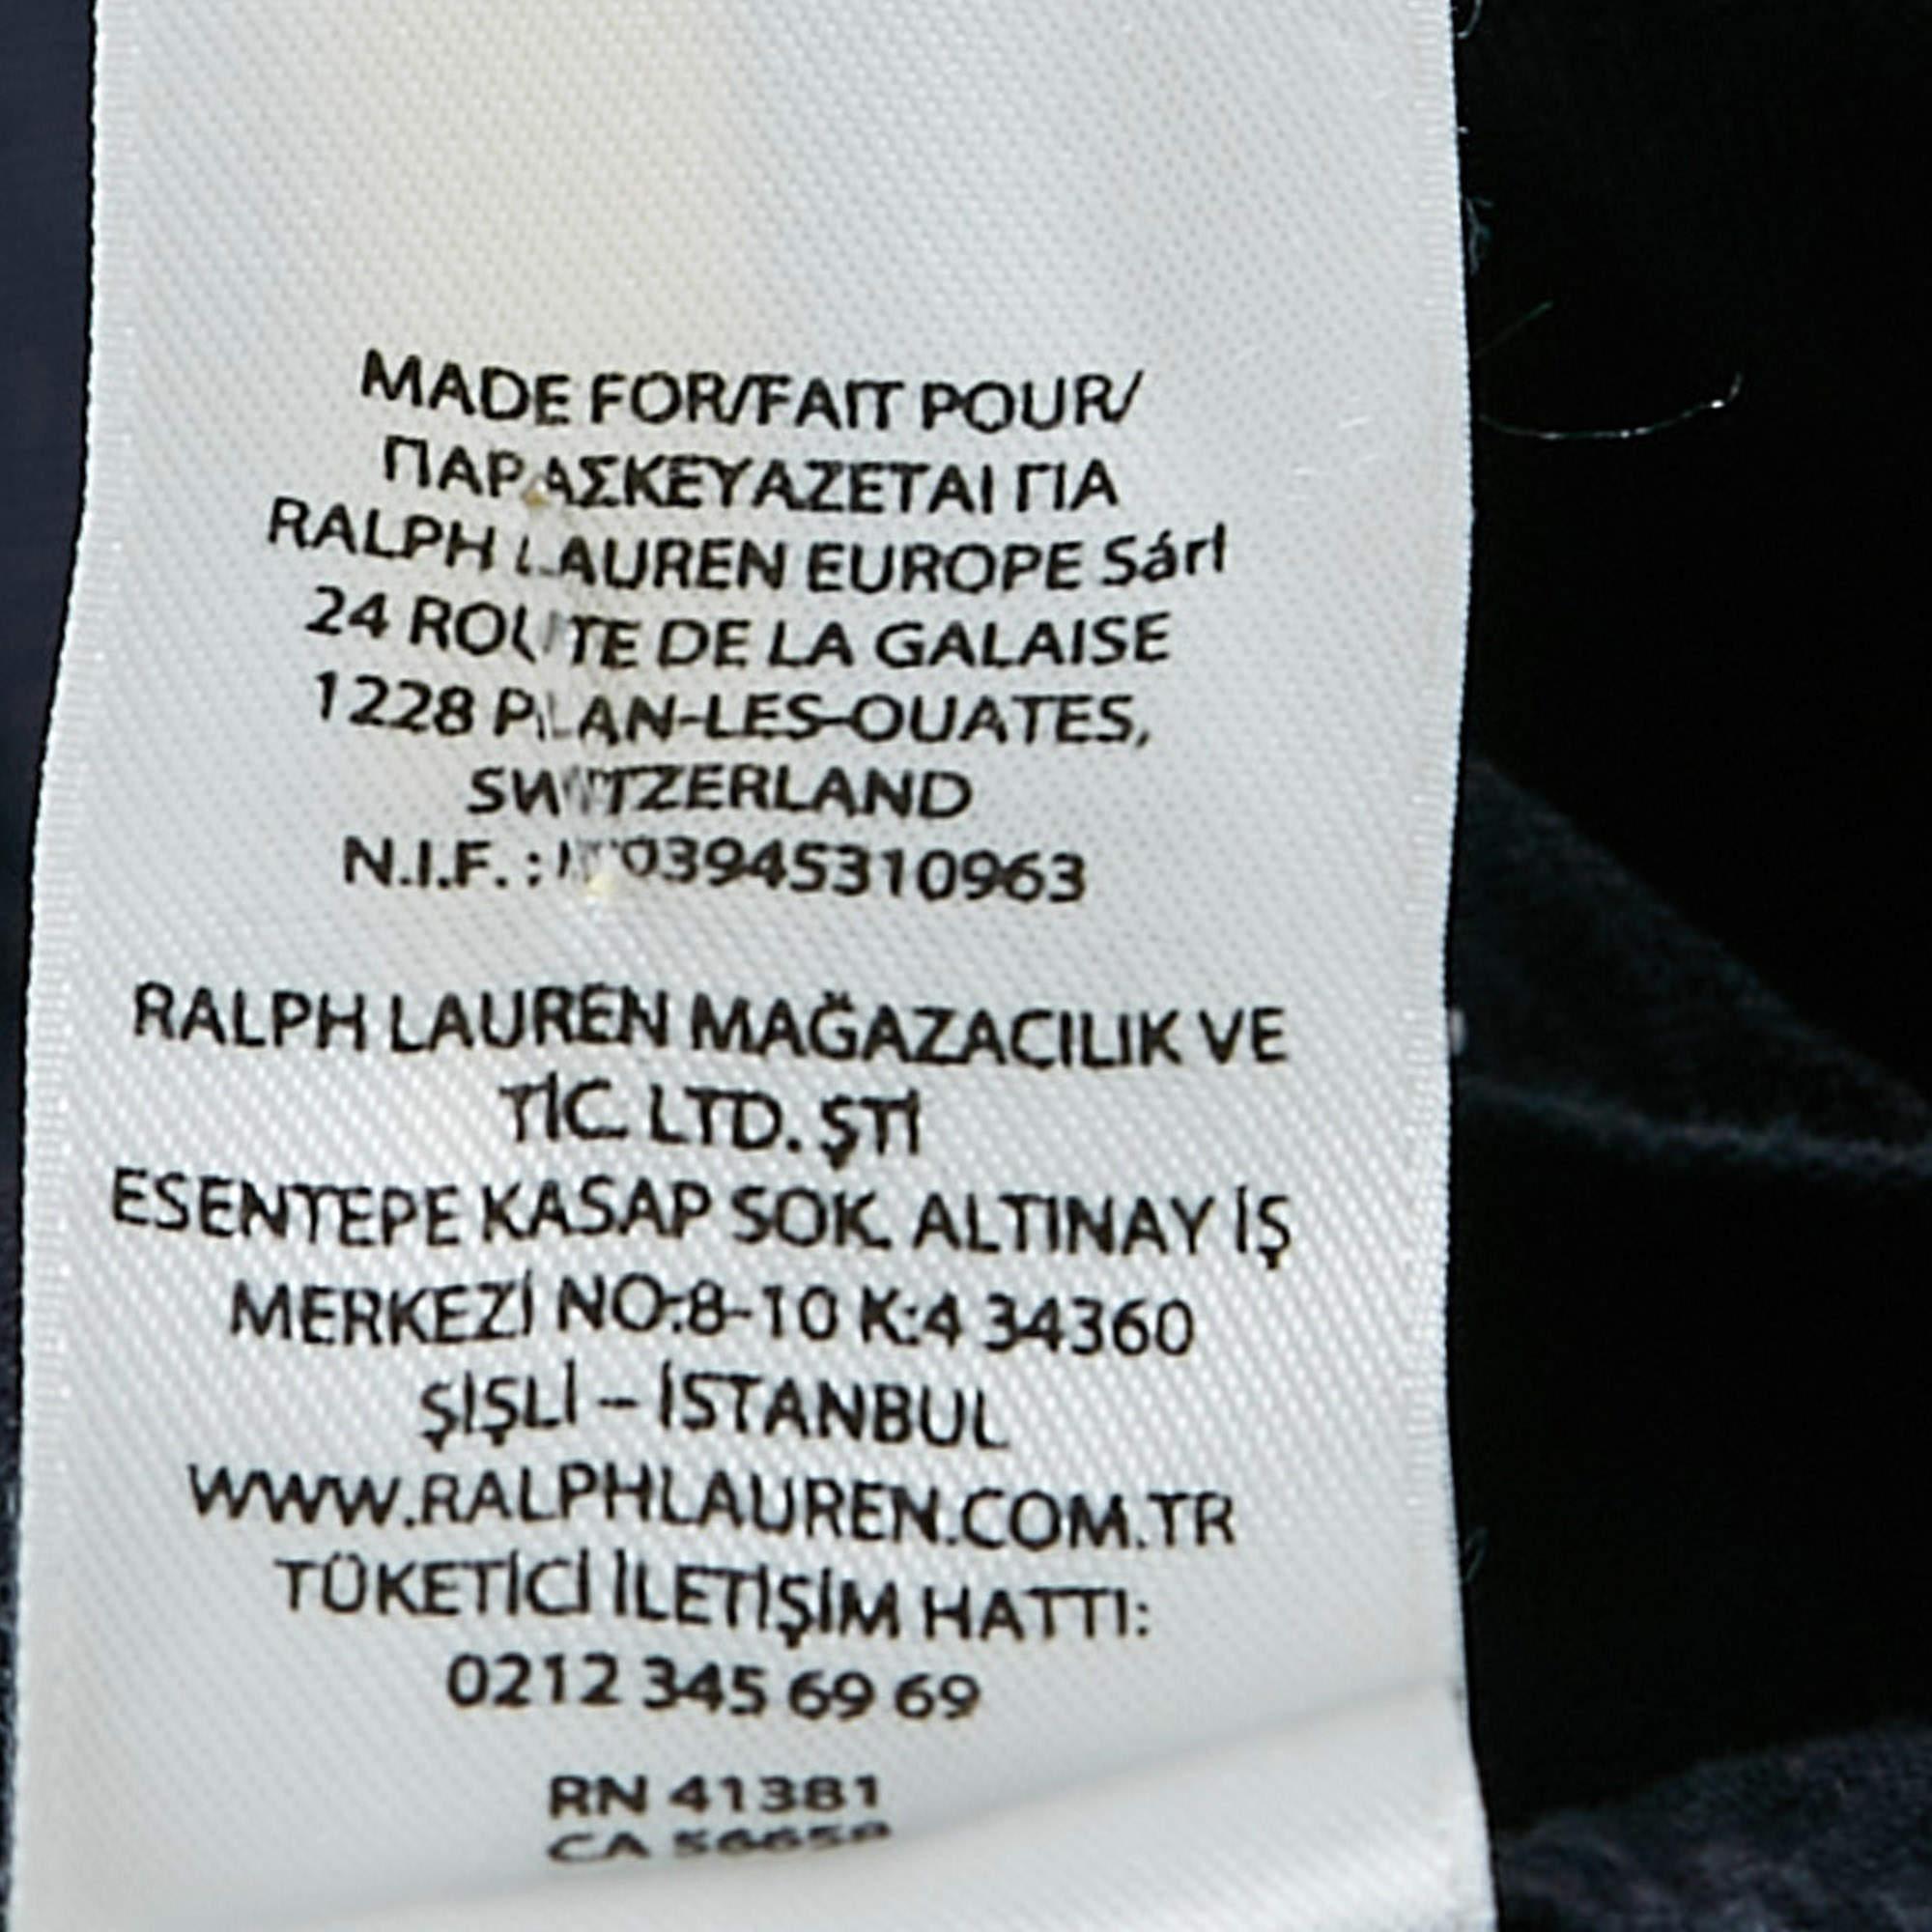 MADE FOR/FAIT POUR/
ΠΑΡΑΣΚΕΥΑΖΕΤΑΙ ΓΙΑ
RALPH LAUREN EUROPE Sárl
24 ROUTE DE LA GALAISE
1228 PLAN-LES-OUATES,
SWITZERLAND
N.I.F. :
RALPH LAUREN MAĞAZACILIK VE
TİC. LTD. ŞTİ
ESENTEPE KASAP SOK. ALTINAY İŞ
MERKEZİ NO:8-10 K:4 34360
ŞIŞLİ – İSTANBUL
WWW.RALPHLAUREN.COM.TR
TÜKETİCİ İLETİŞİM HATTI:
0212 345 69 69
RN 41381
CA